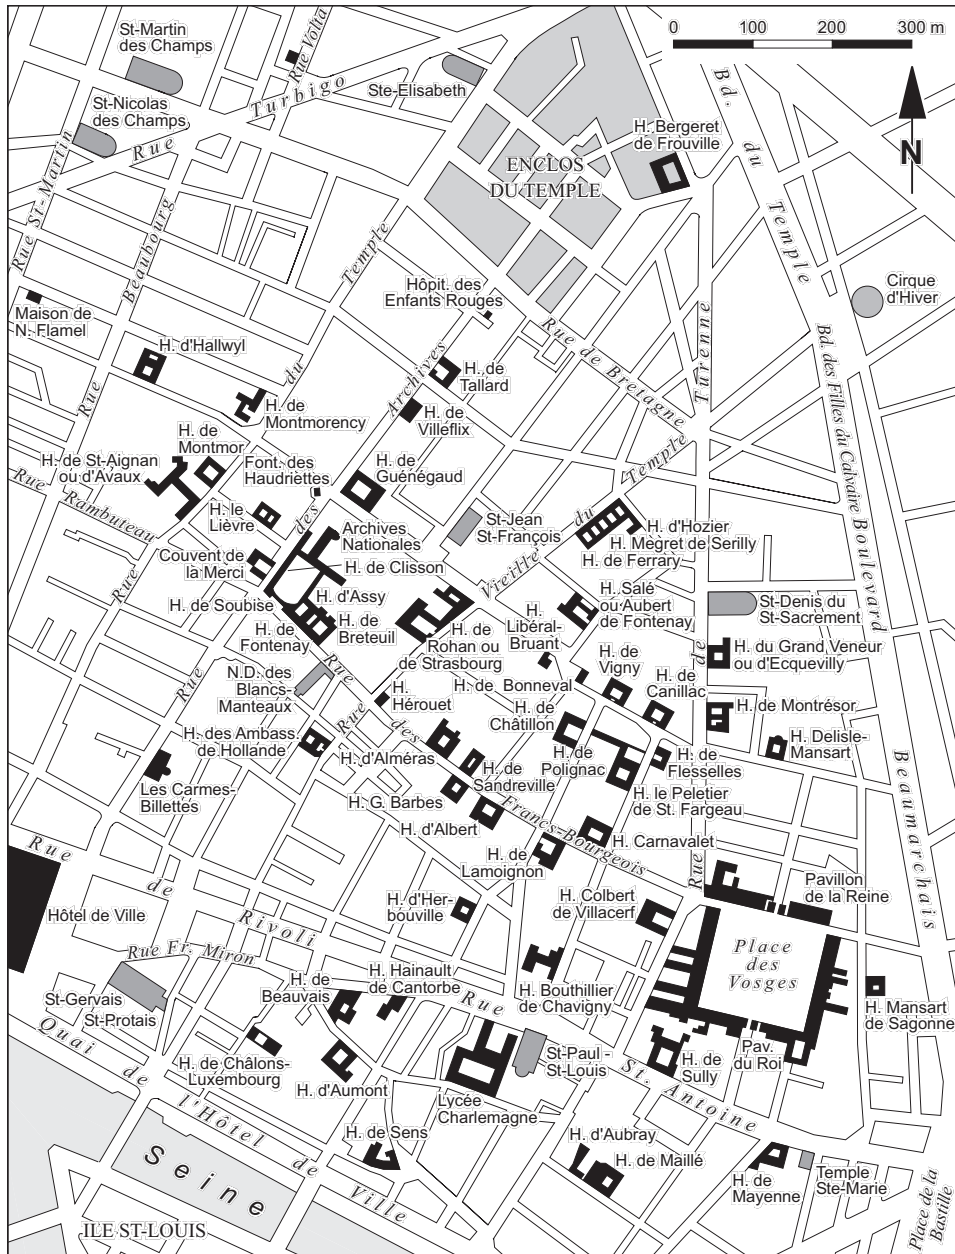 St-Martin
des Champs
Rue Volta
0 100 200 300 m
St-Nicolas
des Champs
Rue Turbigo
Ste-Elisabeth
Bd. du Temple
N
H. Bergeret
de Frouville
ENCLOS
DU TEMPLE
Rue St-Martin
Rue Beaubourg
Rue du Temple
Cirque
d'Hiver
Hôpit. des
Enfants Rouges
Maison de
N. Flamel
Rue de Bretagne
Rue de Turenne
Bd. des Filles du Calvaire
Boulevard Beaumarchais
H. d'Hallwyl
Rue des Archives
H. de
Tallard
H. de
Montmorency
H. de
Villeflix
H. de
Montmor
H. de St-Aignan
ou d'Avaux
Font. des
Haudriettes
H. de
Guénégaud
Rue Rambuteau
H. le
Lièvre
Rue Vieille du Temple
St-Jean
St-François
Archives
Nationales
H. d'Hozier
H. Megret de Serilly
H. de Ferrary
Couvent de
la Merci
H. de Clisson
H. de Soubise
H. d'Assy
H. de
Breteuil
H. de
Fontenay
H. de
Rohan ou
de Strasbourg
H. Salé
ou Aubert
de Fontenay
St-Denis du
St-Sacrement
H.
Libéral-
Bruant
H. de
Vigny
H. du Grand Veneur
ou d'Ecquevilly
N.D. des
Blancs-
Manteaux
H.
Hérouet
H. de Bonneval
H. de
Canillac
H. de Montrésor
H. de
Châtillon
H. des Ambass.
de Hollande
H. d'Alméras
H. Delisle-
Mansart
Les Carmes-
Billettes
H. de
Sandreville
H. de
Polignac
H. de
Flesselles
H. G. Barbes
H. le Peletier
de St. Fargeau
H. d'Albert
Rue des Francs-Bourgeois
H. Carnavalet
H. de
Lamoignon
Rue de Rivoli
Hôtel de Ville
H. d'Her-
bouville
H. Colbert
de Villacerf
Pavillon
de la Reine
Place
des
Vosges
Rue Fr. Miron
H. de
Beauvais
H. Hainault
de Cantorbe
H. Bouthillier
de Chavigny
H. Mansart
de Sagonne
St-Gervais
St-Protais
Rue St. Antoine
St-Paul -
St-Louis
H. de
Sully
Pav.
du Roi
H. de Châlons-
Luxembourg
H. d'Aumont
Lycée
Charlemagne
Quai de l'Hôtel de Ville
H. de Sens
H. d'Aubray
H. de Maillé
H. de
Mayenne
Temple
Ste-Marie
Place de la
Bastille
Seine
ILE ST-LOUIS